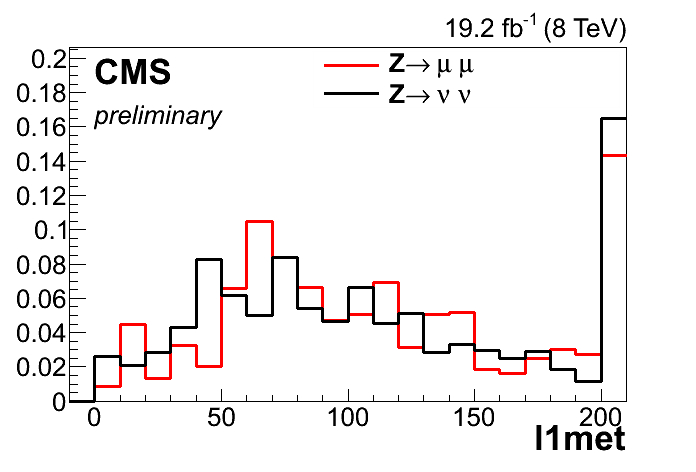 19.2 fb⁻¹ (8 TeV)
CMS
preliminary
Z→ μ μ
Z→ ν ν
0.2
0.18
0.16
0.14
0.12
0.1
0.08
0.06
0.04
0.02
0
0 50 100 150 200
l1met